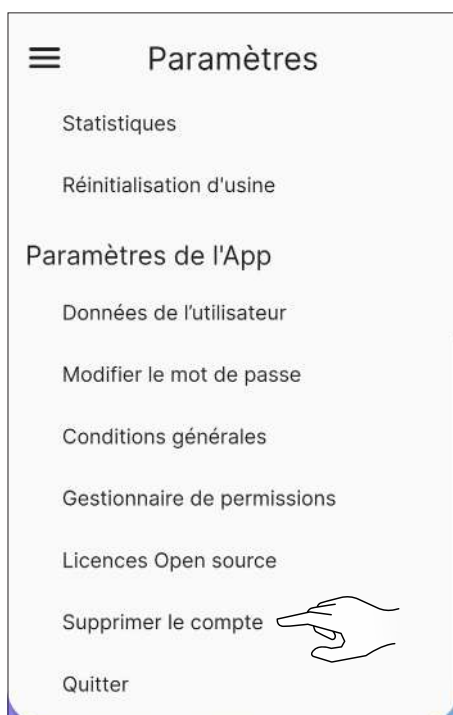 Paramètres
Statistiques
Réinitialisation d'usine
Paramètres de l'App
Données de l’utilisateur
Modifier le mot de passe
Conditions générales
Gestionnaire de permissions
Licences Open source
Supprimer le compte
Quitter